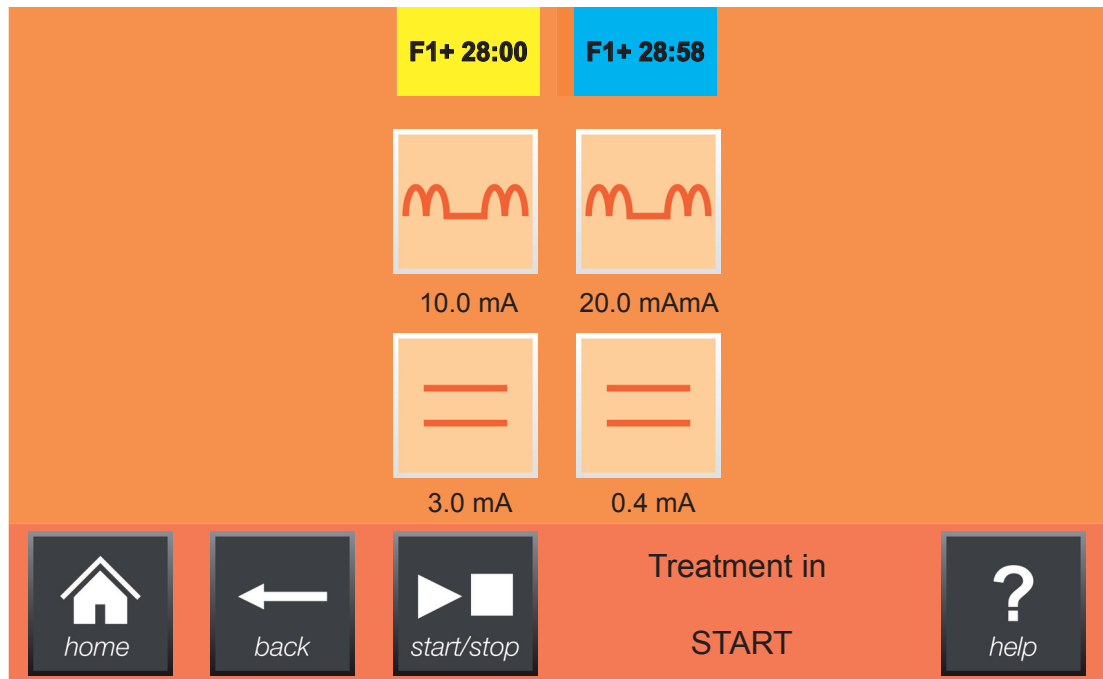 F1+ 28:00
F1+ 28:58
10.0 mA
20.0 mAmA
3.0 mA
0.4 mA
home
back
start/stop
Treatment in
START
?
help